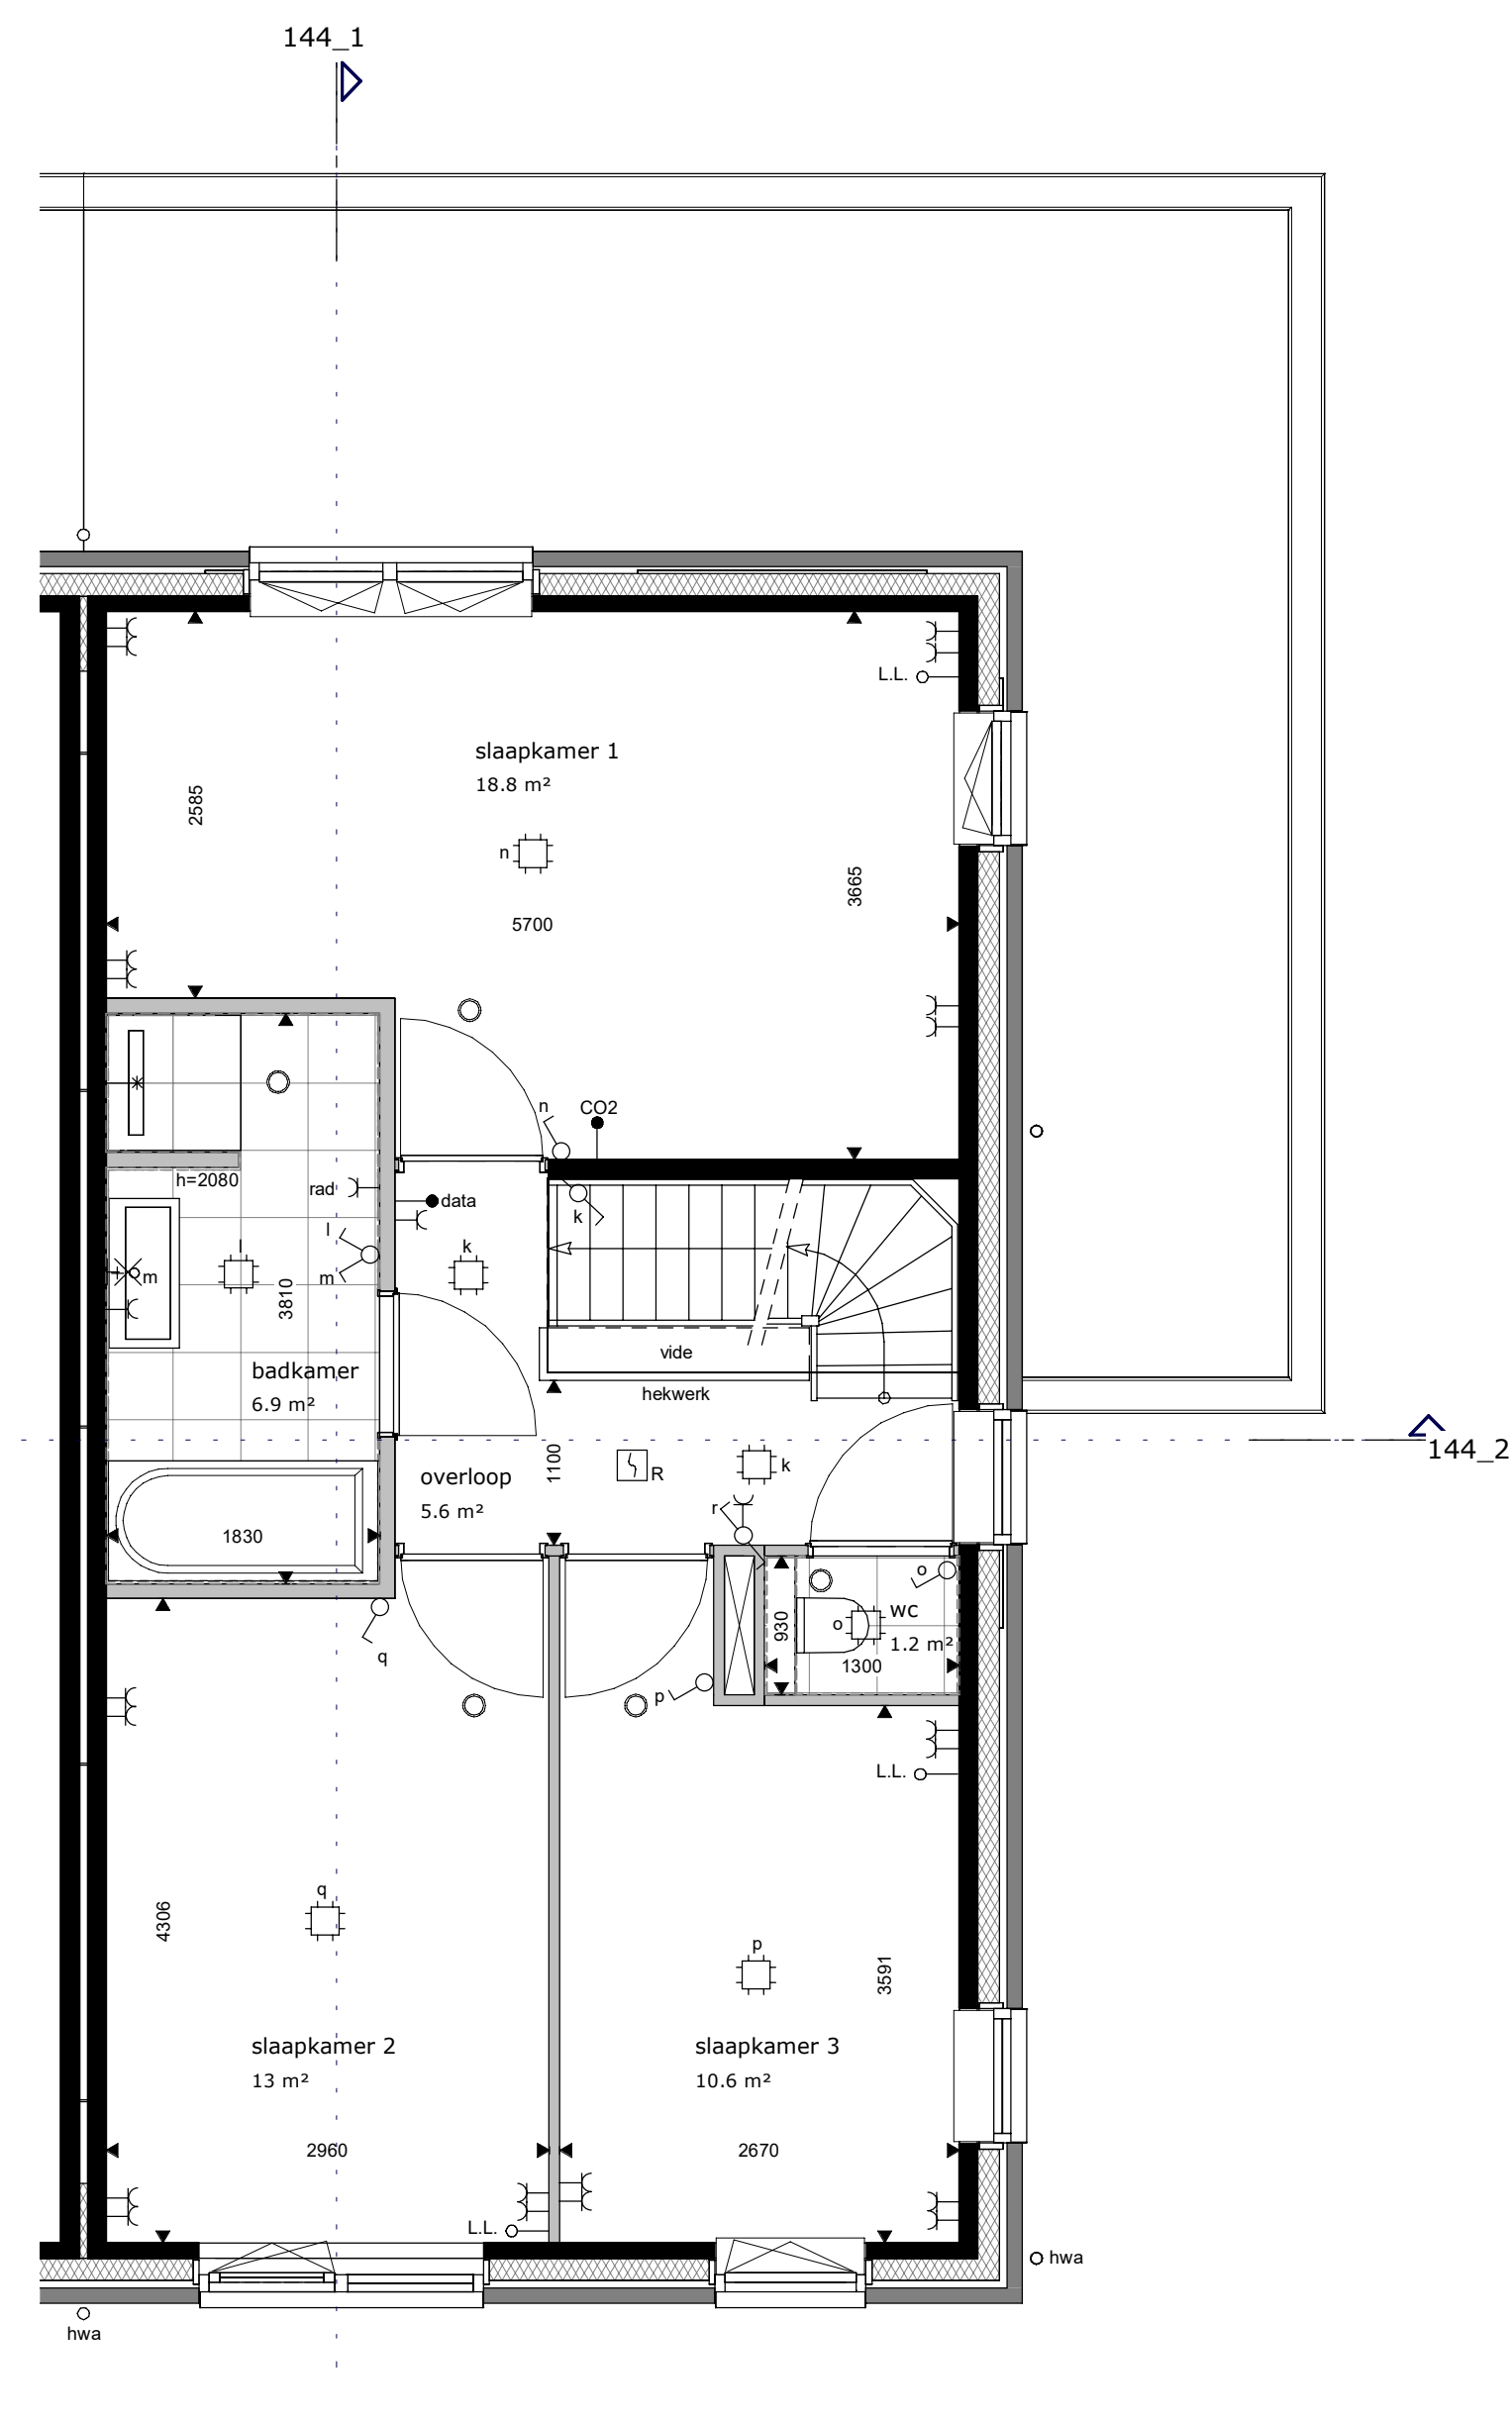 144_1
L.L.
slaapkamer 1
18.8 m²
2585
n
3665
5700
n
CO2
h=2080
rad
data
k
l
l
k
m
m
3810
vide
badkamer
hekwerk
6.9 m²
144_2
overloop
1100
k
R
5.6 m²
r
1830
o
wc
o
930
1.2 m²
q
1300
p
L.L.
q
4306
p
3591
slaapkamer 2
slaapkamer 3
13 m²
10.6 m²
2960
2670
L.L.
hwa
hwa